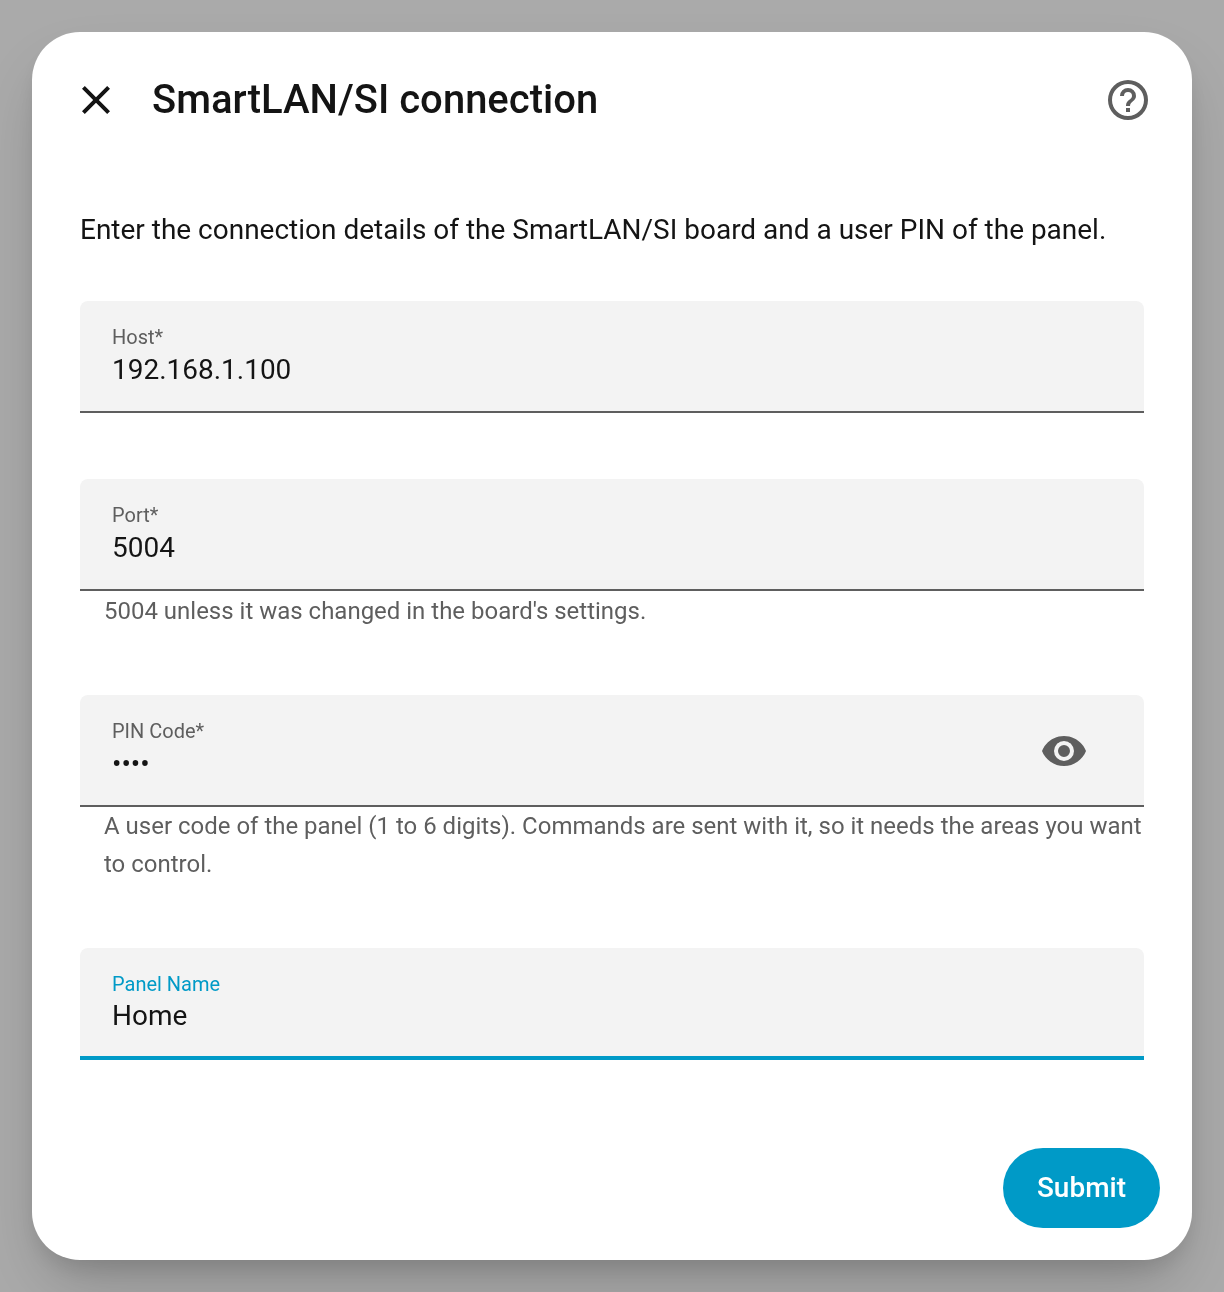 SmartLAN/SI connection
Enter the connection details of the SmartLAN/SI board and a user PIN of the panel.
Host*
192.168.1.100
Port*
5004
5004 unless it was changed in the board's settings.
PIN Code*
••••
A user code of the panel (1 to 6 digits). Commands are sent with it, so it needs the areas you want
to control.
Panel Name
Home
Submit